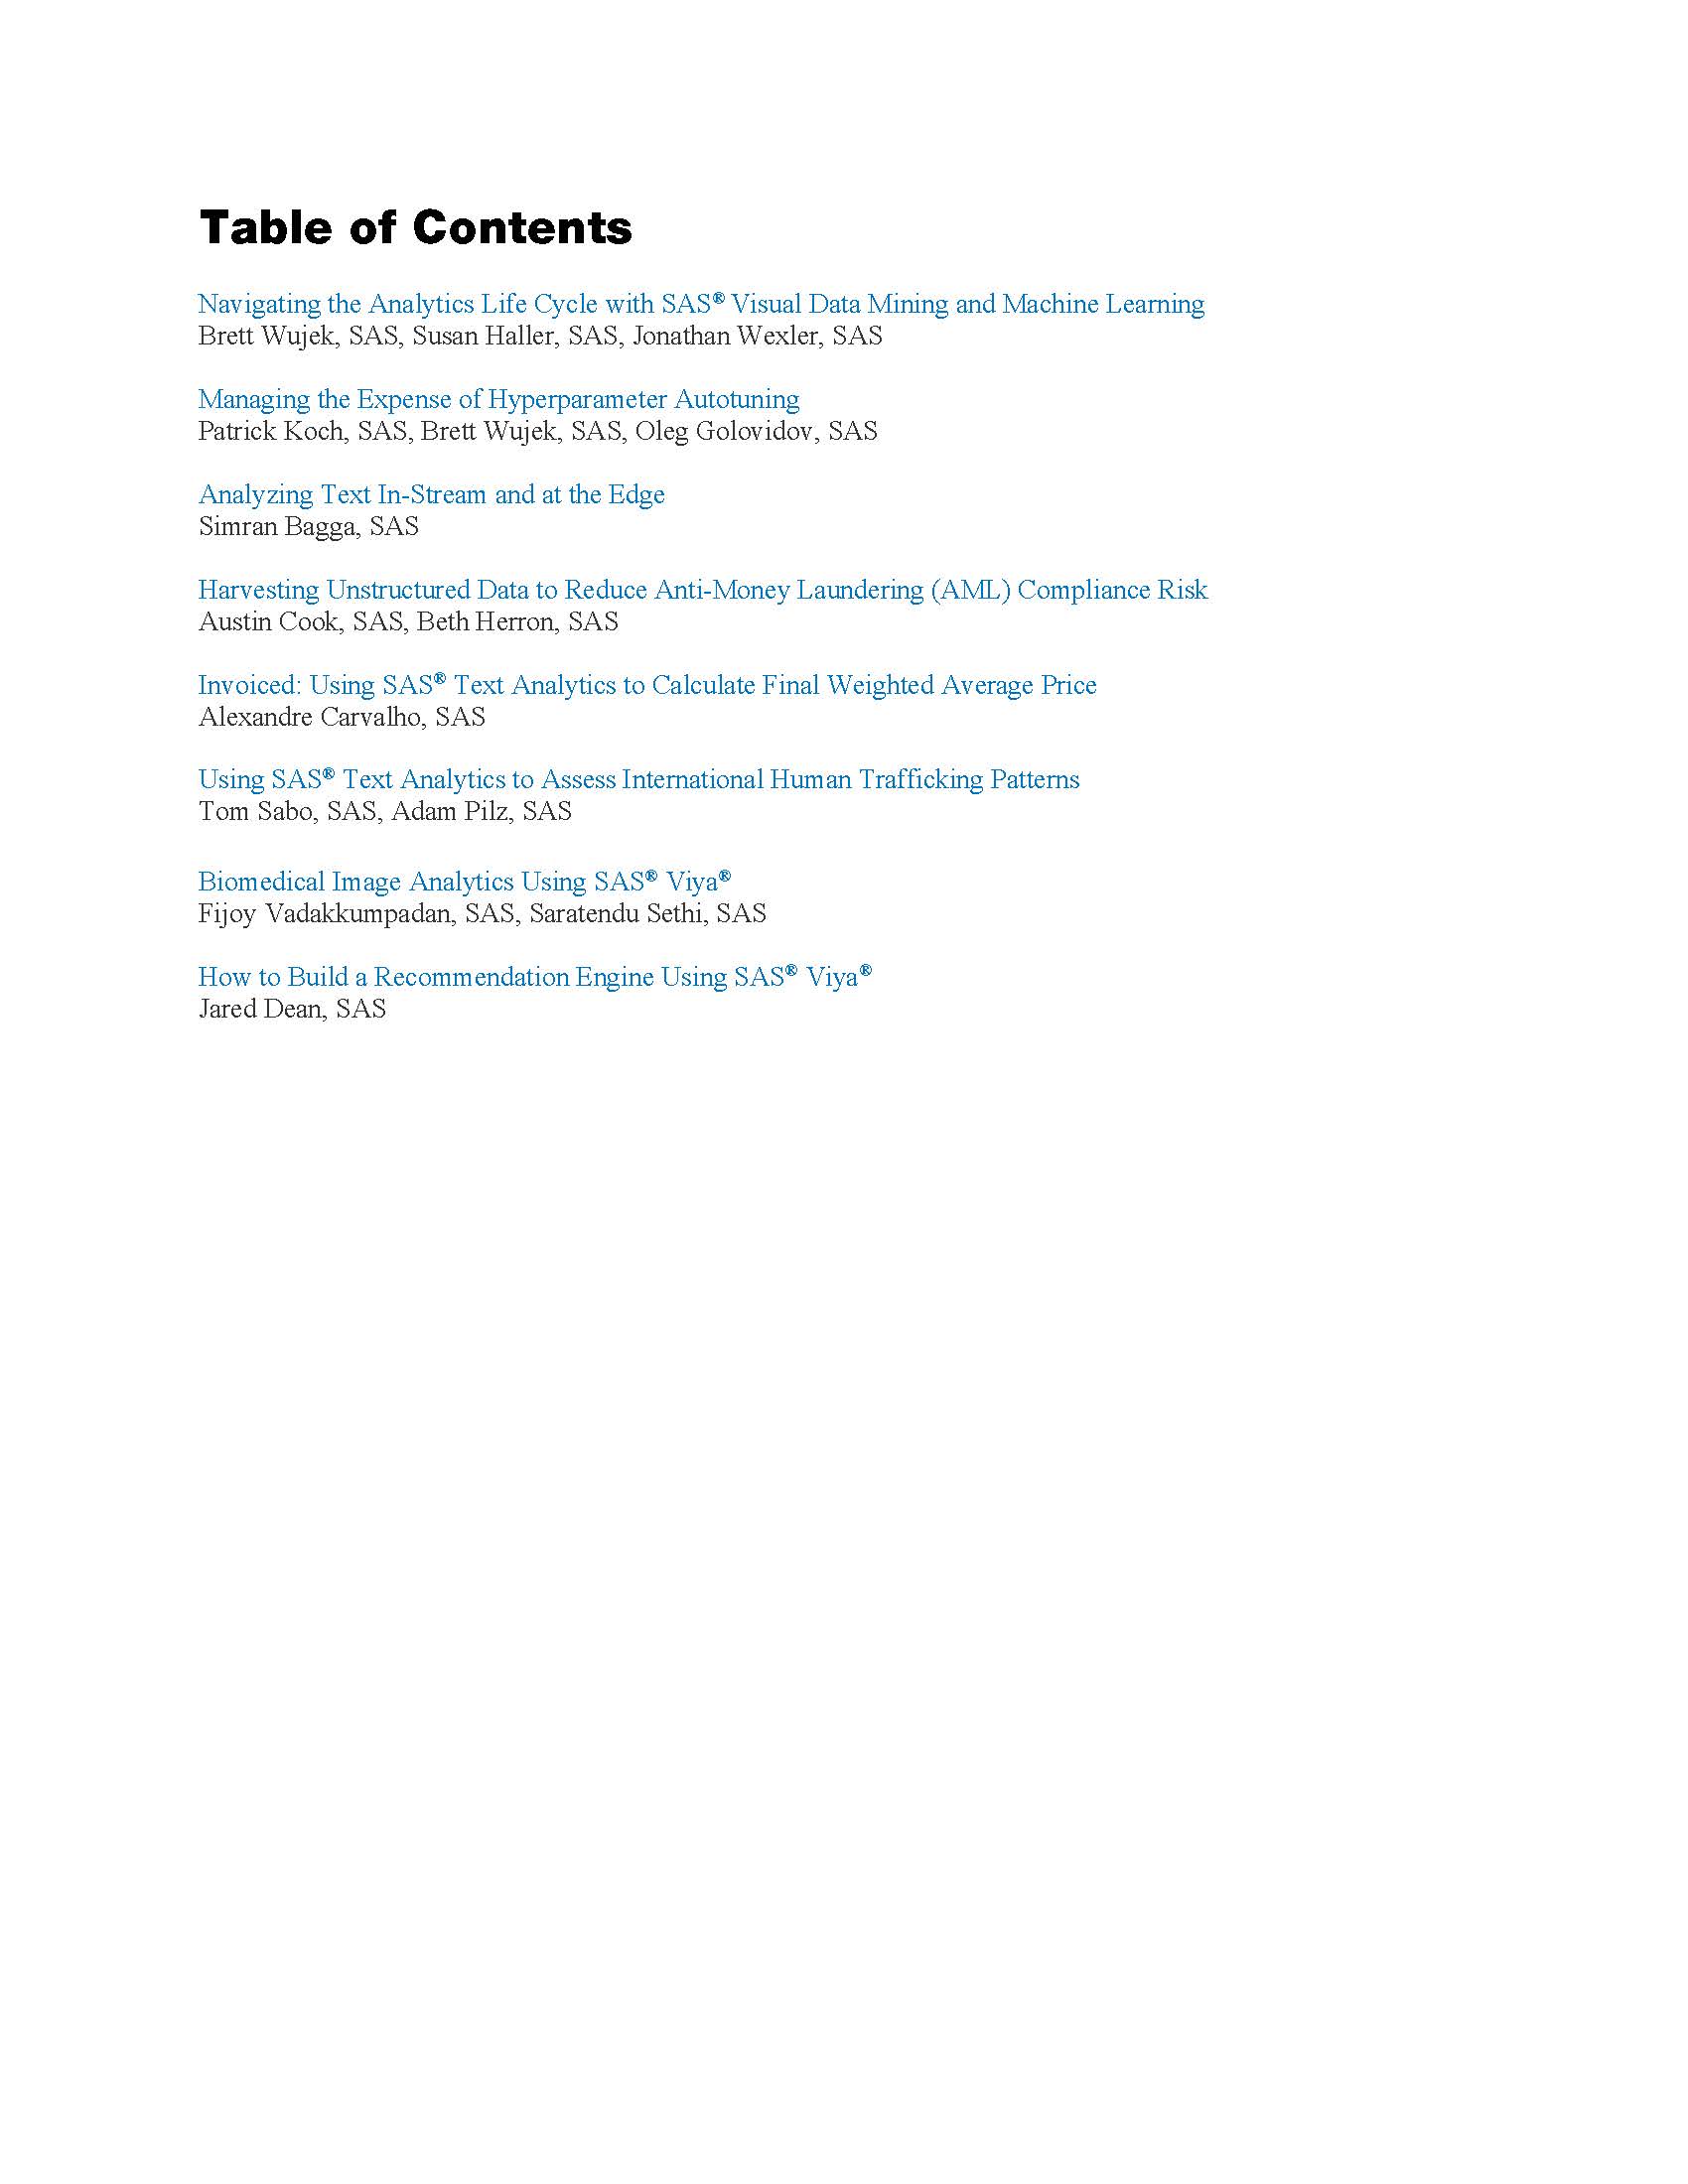 Table of Contents
Navigating the Analytics Life Cycle with SAS® Visual Data Mining and Machine Learning
Brett Wujek, SAS, Susan Haller, SAS, Jonathan Wexler, SAS
Managing the Expense of Hyperparameter Autotuning
Patrick Koch, SAS, Brett Wujek, SAS, Oleg Golovidov, SAS
Analyzing Text In-Stream and at the Edge
Simran Bagga, SAS
Harvesting Unstructured Data to Reduce Anti-Money Laundering (AML) Compliance Risk
Austin Cook, SAS, Beth Herron, SAS
Invoiced: Using SAS® Text Analytics to Calculate Final Weighted Average Price
Alexandre Carvalho, SAS
Using SAS® Text Analytics to Assess International Human Trafficking Patterns
Tom Sabo, SAS, Adam Pilz, SAS
Biomedical Image Analytics Using SAS® Viya®
Fijoy Vadakkumpadan, SAS, Saratendu Sethi, SAS
How to Build a Recommendation Engine Using SAS® Viya®
Jared Dean, SAS